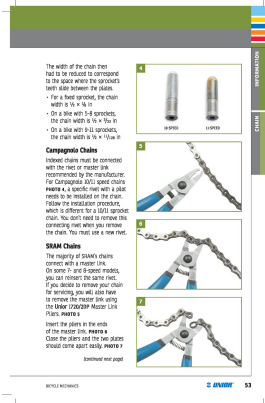 The width of the chain then
had to be reduced to correspond
to the space where the sprocket's
teeth slide between the plates.
• For a fixed sprocket, the chain
width is ½ × ⅛ in
• On a bike with 5-8 sprockets,
the chain width is ½ × ³/₃₂ in
• On a bike with 9-11 sprockets,
the chain width is ½ × ¹¹/₁₂₈ in
Campagnolo Chains
Indexed chains must be connected
with the rivet or master link
recommended by the manufacturer.
For Campagnolo 10/11 speed chains
PHOTO 4, a specific rivet with a pilot
needs to be installed on the chain.
Follow the installation procedure,
which is different for a 10/11 sprocket
chain. You don't need to remove this
connecting rivet when you remove
the chain. You must use a new rivet.
SRAM Chains
The majority of SRAM's chains
connect with a master link.
On some 7- and 8-speed models,
you can reinsert the same rivet.
If you decide to remove your chain
for servicing, you will also have
to remove the master link using
the Unior 1720/2DP Master Link
Pliers. PHOTO 5
Insert the pliers in the ends
of the master link. PHOTO 6
Close the pliers and the two plates
should come apart easily. PHOTO 7
(continued next page)
4
10 SPEED
11 SPEED
5
6
7
INFORMATION
CHAIN
BICYCLE MECHANICS
UNIOR
53